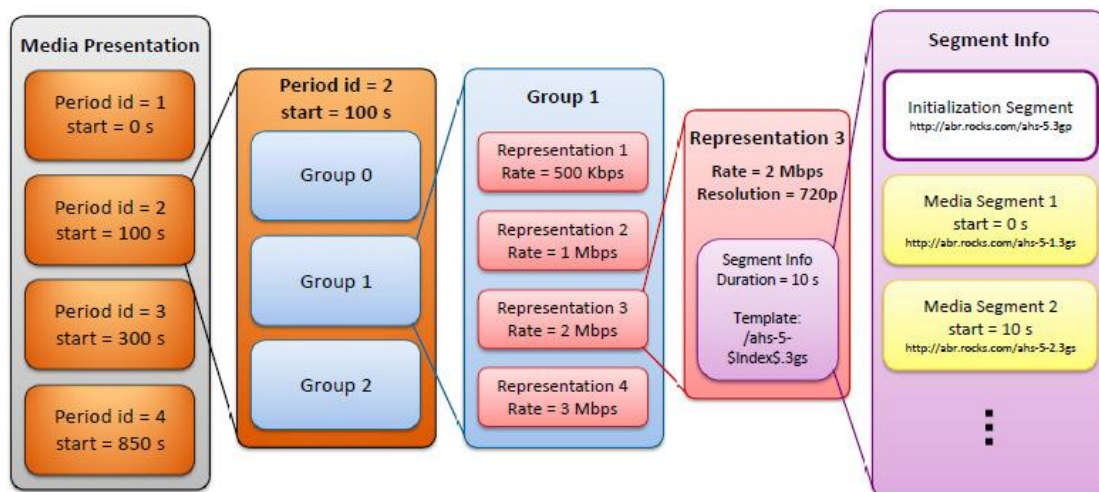 Media Presentation
Period id = 1
start = 0 s
Period id = 2
start = 100 s
Period id = 3
start = 300 s
Period id = 4
start = 850 s
Period id = 2
start = 100 s
Group 0
Group 1
Group 2
Group 1
Representation 1
Rate = 500 Kbps
Representation 2
Rate = 1 Mbps
Representation 3
Rate = 2 Mbps
Representation 4
Rate = 3 Mbps
Representation 3
Rate = 2 Mbps
Resolution = 720p
Segment Info
Duration = 10 s
Template:
/ahs-5-
$Index$.3gs
Segment Info
Initialization Segment
http://abr.rocks.com/ahs-5.3gp
Media Segment 1
start = 0 s
http://abr.rocks.com/ahs-5-1.3gs
Media Segment 2
start = 10 s
http://abr.rocks.com/ahs-5-2.3gs